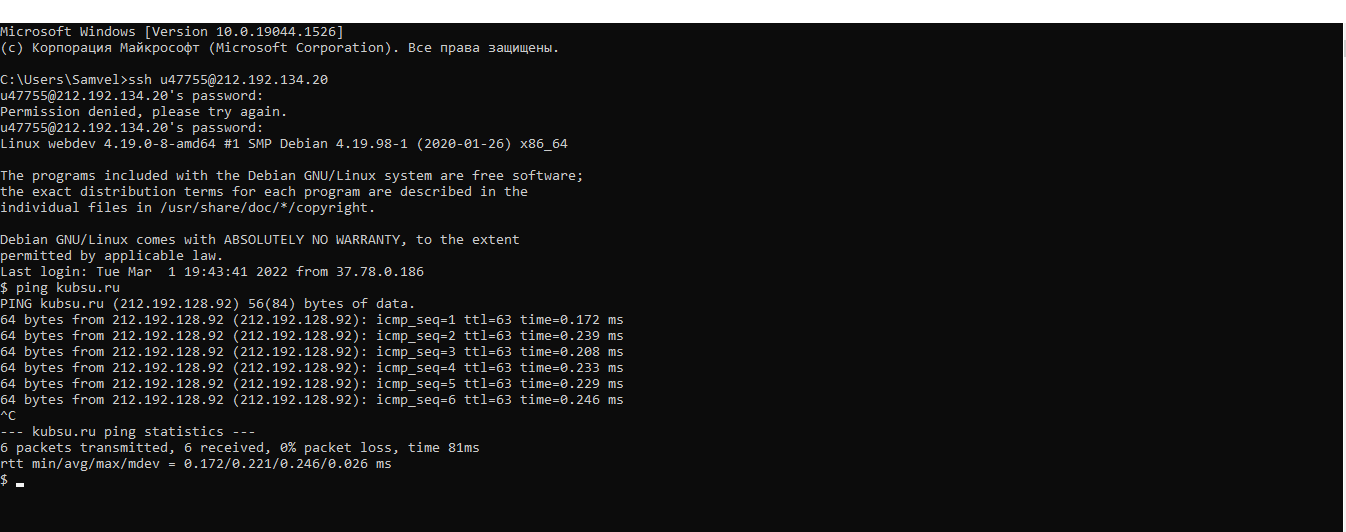 Microsoft Windows [Version 10.0.19044.1526]
(c) Корпорация Майкрософт (Microsoft Corporation). Все права защищены.
C:\Users\Samvel>ssh u47755@212.192.134.20
u47755@212.192.134.20's password:
Permission denied, please try again.
u47755@212.192.134.20's password:
Linux webdev 4.19.0-8-amd64 #1 SMP Debian 4.19.98-1 (2020-01-26) x86_64
The programs included with the Debian GNU/Linux system are free software;
the exact distribution terms for each program are described in the
individual files in /usr/share/doc/*/copyright.
Debian GNU/Linux comes with ABSOLUTELY NO WARRANTY, to the extent
permitted by applicable law.
Last login: Tue Mar  1 19:43:41 2022 from 37.78.0.186
$ ping kubsu.ru
PING kubsu.ru (212.192.128.92) 56(84) bytes of data.
64 bytes from 212.192.128.92 (212.192.128.92): icmp_seq=1 ttl=63 time=0.172 ms
64 bytes from 212.192.128.92 (212.192.128.92): icmp_seq=2 ttl=63 time=0.239 ms
64 bytes from 212.192.128.92 (212.192.128.92): icmp_seq=3 ttl=63 time=0.208 ms
64 bytes from 212.192.128.92 (212.192.128.92): icmp_seq=4 ttl=63 time=0.233 ms
64 bytes from 212.192.128.92 (212.192.128.92): icmp_seq=5 ttl=63 time=0.229 ms
64 bytes from 212.192.128.92 (212.192.128.92): icmp_seq=6 ttl=63 time=0.246 ms
^C
--- kubsu.ru ping statistics ---
6 packets transmitted, 6 received, 0% packet loss, time 81ms
rtt min/avg/max/mdev = 0.172/0.221/0.246/0.026 ms
$